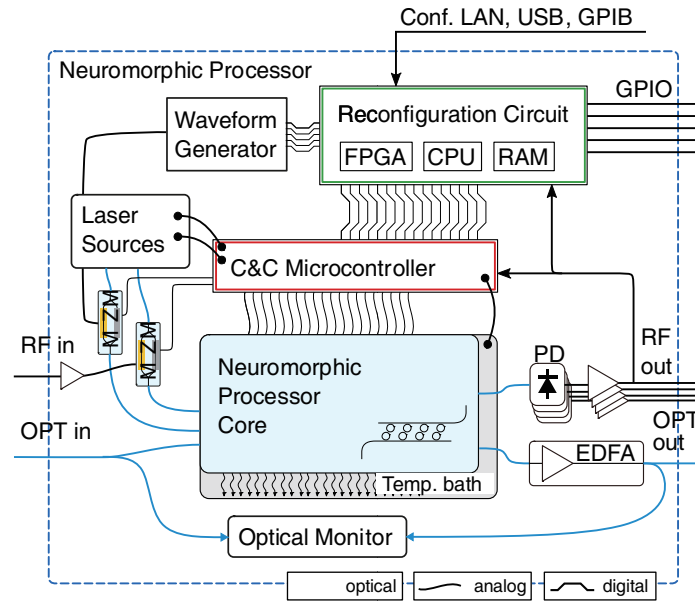 Conf. LAN, USB, GPIB
Neuromorphic Processor
Waveform
Generator
Reconfiguration Circuit
FPGA
CPU
RAM
GPIO
Laser
Sources
C&C Microcontroller
MZM
MZM
RF in
Neuromorphic
Processor
Core
PD
RF
out
OPT in
OPT
out
EDFA
Temp. bath
Optical Monitor
optical
analog
digital